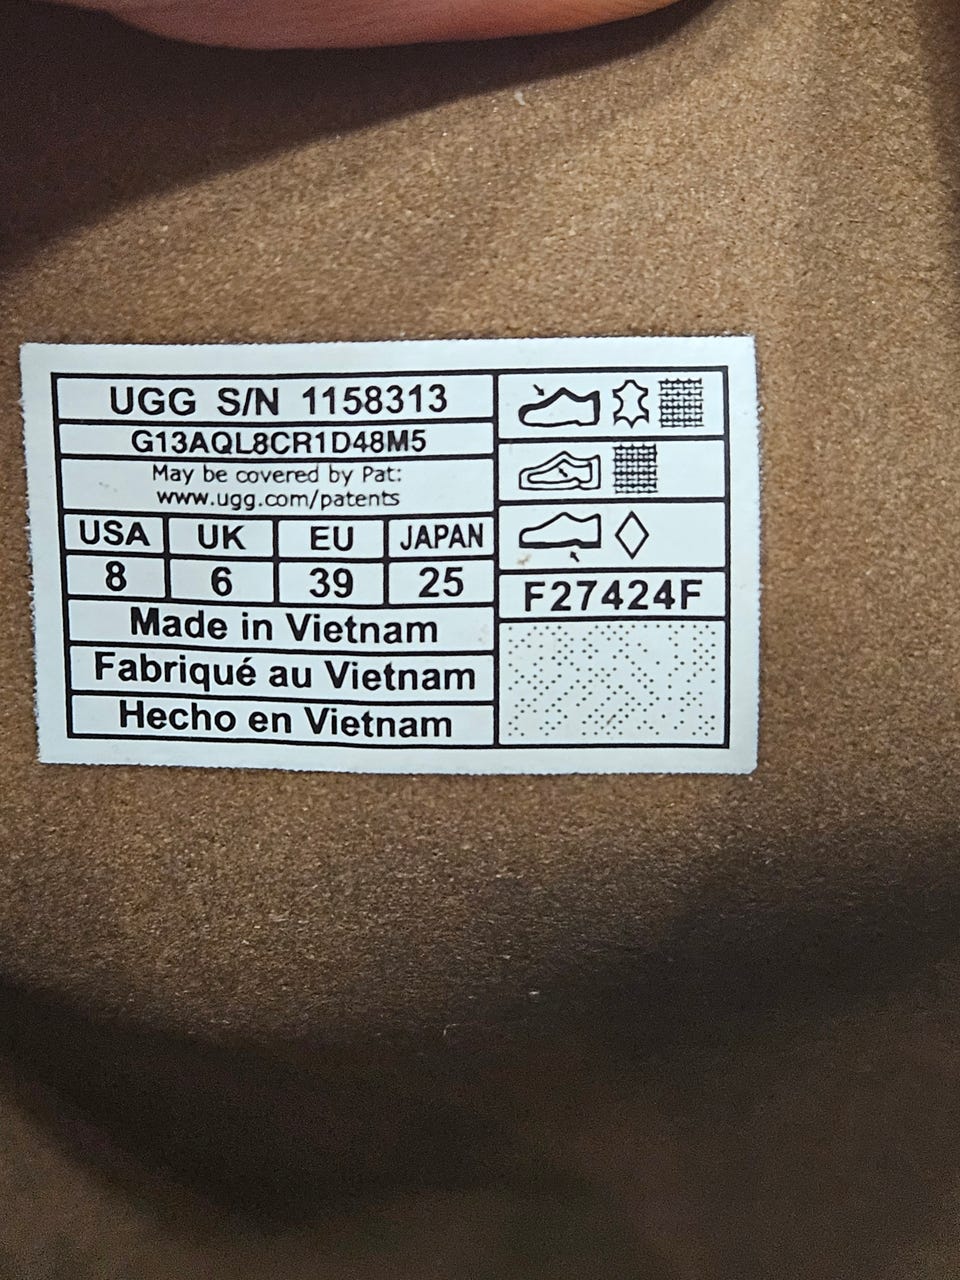 UGG S/N 1158313
G13AQL8CR1D48M5
May be covered by Pat:
www.ugg.com/patents
USA UK EU JAPAN
8 6 39 25
Made in Vietnam
Fabriqué au Vietnam
Hecho en Vietnam
F27424F